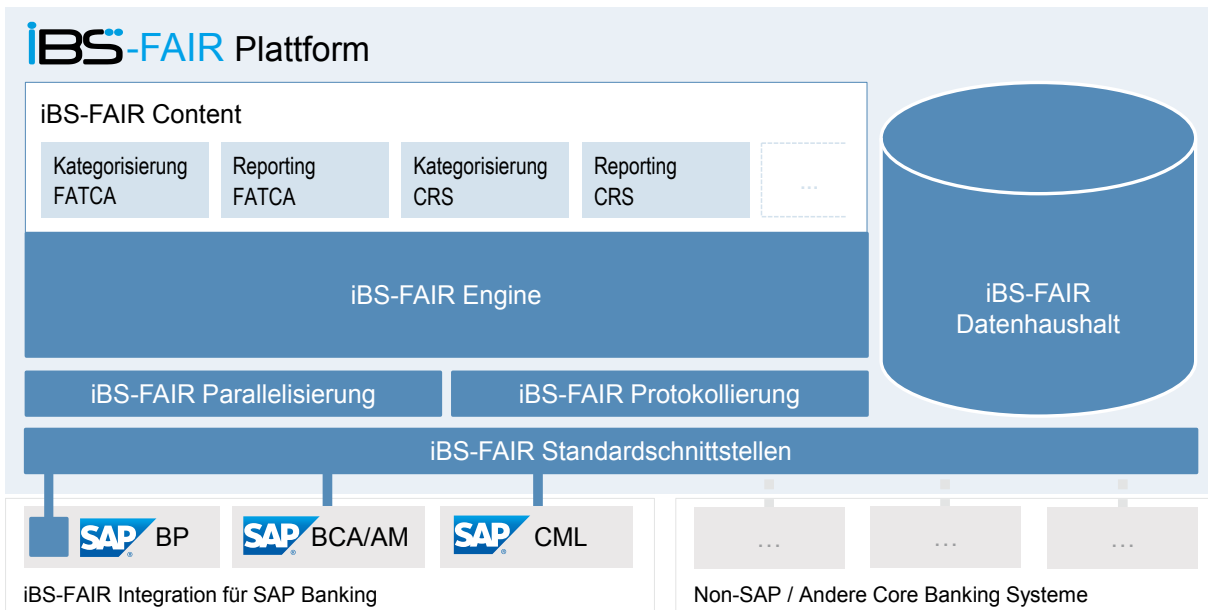 iBS-FAIR Plattform
iBS-FAIR Content
Kategorisierung
FATCA
Reporting
FATCA
Kategorisierung
CRS
Reporting
CRS
...
iBS-FAIR Engine
iBS-FAIR
Datenhaushalt
iBS-FAIR Parallelisierung
iBS-FAIR Protokollierung
iBS-FAIR Standardschnittstellen
SAP BP
SAP BCA/AM
SAP CML
...
...
...
iBS-FAIR Integration für SAP Banking
Non-SAP / Andere Core Banking Systeme